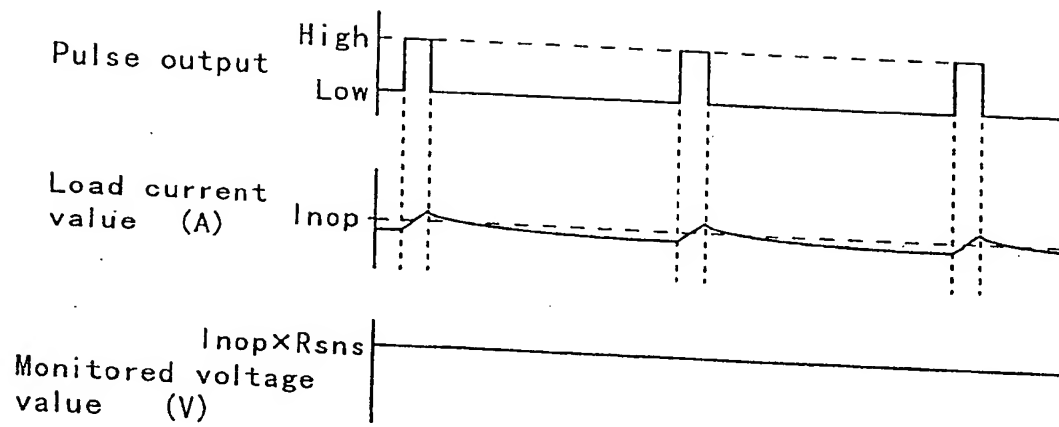 High
Pulse output
Low
Load current
value (A)
Inop
Inop×Rsns
Monitored voltage
value (V)